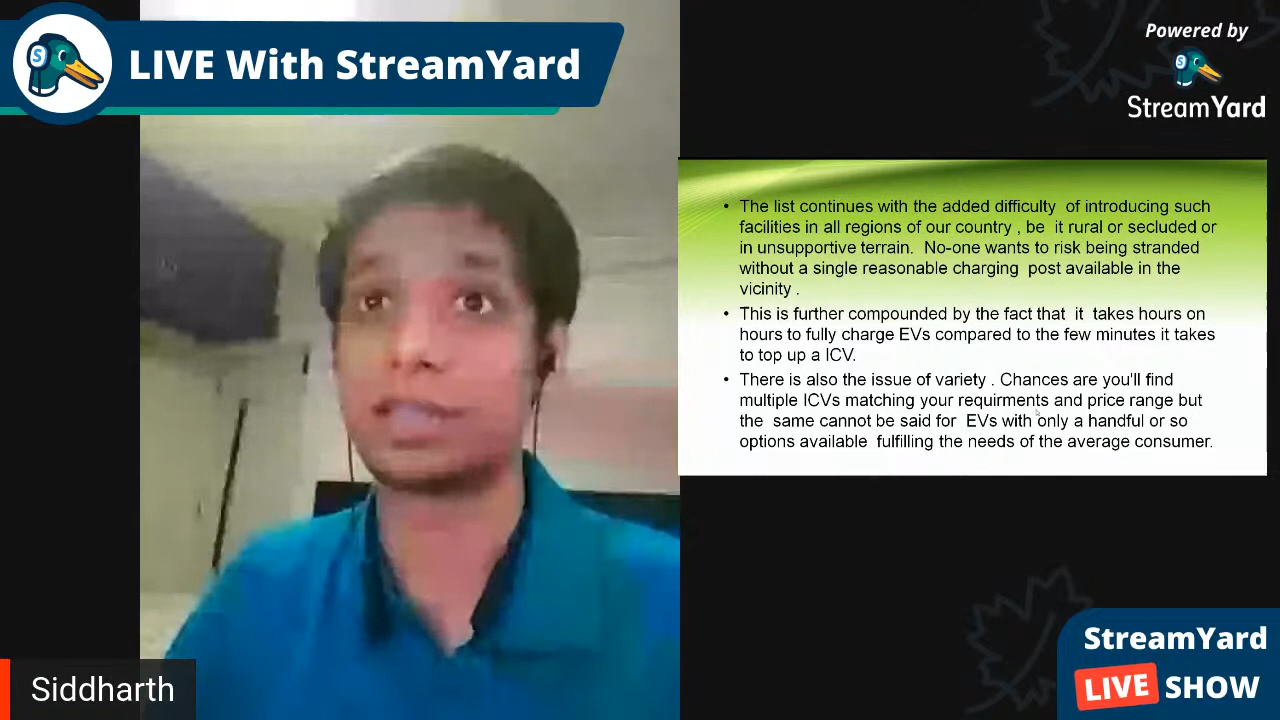 LIVE With StreamYard
Powered by
S
StreamYard
S
• The list continues with the added difficulty of introducing such
facilities in all regions of our country , be it rural or secluded or
in unsupportive terrain. No-one wants to risk being stranded
without a single reasonable charging post available in the
vicinity .
• This is further compounded by the fact that it takes hours on
hours to fully charge EVs compared to the few minutes it takes
to top up a ICV.
• There is also the issue of variety . Chances are you'll find
multiple ICVs matching your requirments and price range but
the same cannot be said for EVs with only a handful or so
options available fulfilling the needs of the average consumer.
Siddharth
StreamYard
LIVE SHOW